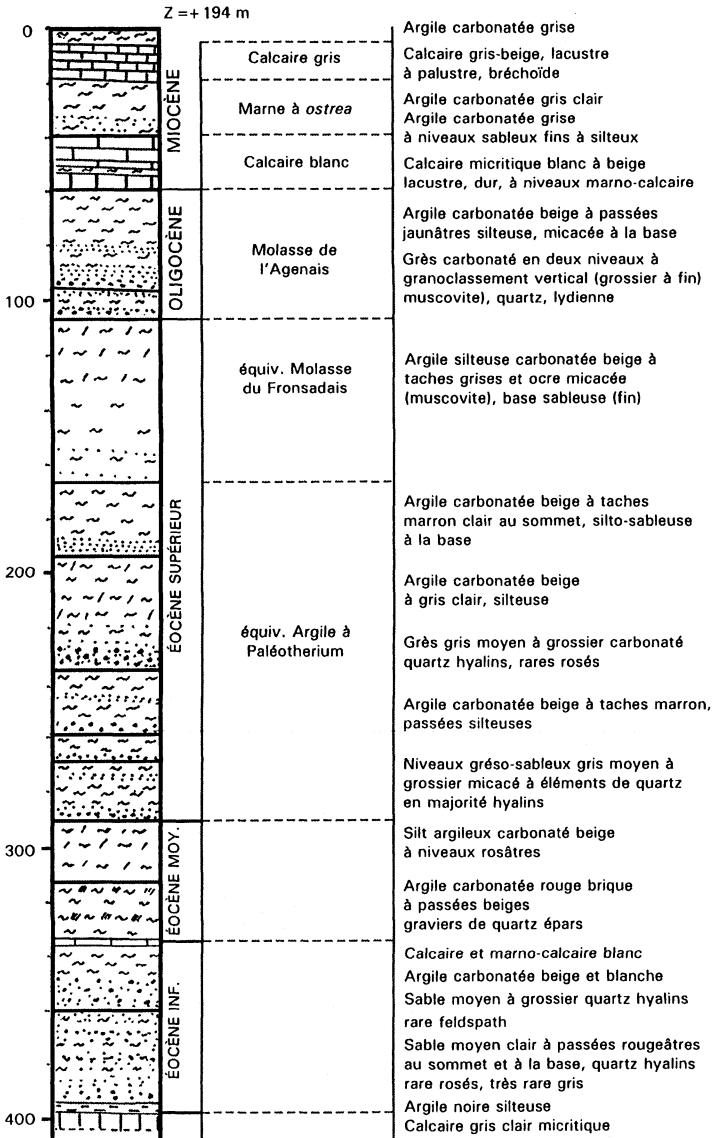 Z = + 194 m
0
100
200
300
400
MIOCÈNE
OLIGOCÈNE
ÉOCÈNE SUPÉRIEUR
ÉOCÈNE MOY.
ÉOCÈNE INF.
Calcaire gris
Marne à ostrea
Calcaire blanc
Molasse de
l'Agenais
équiv. Molasse
du Fronsadais
équiv. Argile à
Paléotherium
Argile carbonatée grise
Calcaire gris-beige, lacustre
à palustre, bréchoïde
Argile carbonatée gris clair
Argile carbonatée grise
à niveaux sableux fins à silteux
Calcaire micritique blanc à beige
lacustre, dur, à niveaux marno-calcaire
Argile carbonatée beige à passées
jaunâtres silteuse, micacée à la base
Grès carbonaté en deux niveaux à
granoclassement vertical (grossier à fin)
muscovite), quartz, lydienne
Argile silteuse carbonatée beige à
taches grises et ocre micacée
(muscovite), base sableuse (fin)
Argile carbonatée beige à taches
marron clair au sommet, silto-sableuse
à la base
Argile carbonatée beige
à gris clair, silteuse
Grès gris moyen à grossier carbonaté
quartz hyalins, rares rosés
Argile carbonatée beige à taches marron,
passées silteuses
Niveaux gréso-sableux gris moyen à
grossier micacé à éléments de quartz
en majorité hyalins
Silt argileux carbonaté beige
à niveaux rosâtres
Argile carbonatée rouge brique
à passées beiges
graviers de quartz épars
Calcaire et marno-calcaire blanc
Argile carbonatée beige et blanche
Sable moyen à grossier quartz hyalins
rare feldspath
Sable moyen clair à passées rougeâtres
au sommet et à la base, quartz hyalins
rare rosés, très rare gris
Argile noire silteuse
Calcaire gris clair micritique